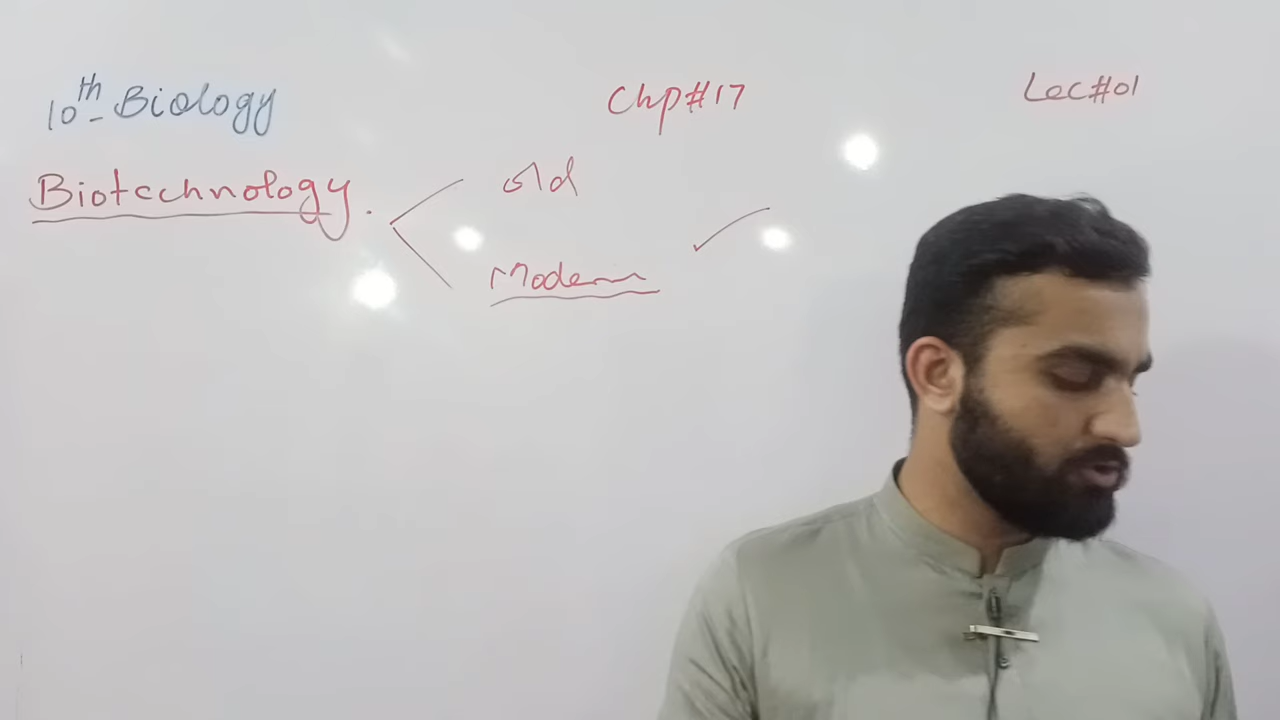 10th Biology
Chp#17
Lec#01
Biotechnology.
old
Modern